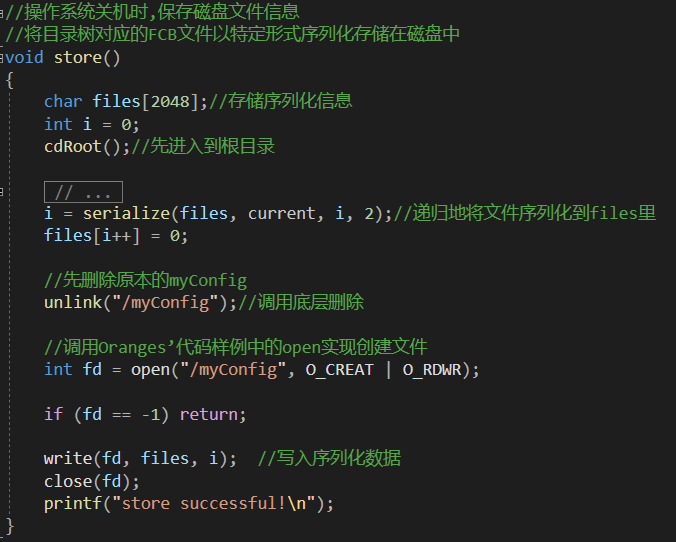 //操作系统关机时,保存磁盘文件信息
//将目录树对应的FCB文件以特定形式序列化存储在磁盘中
void store()
{
    char files[2048];//存储序列化信息
    int i = 0;
    cdRoot();//先进入到根目录
    // ...
    i = serialize(files, current, i, 2);//递归地将文件序列化到files里
    files[i++] = 0;
    //先删除原本的myConfig
    unlink("/myConfig");//调用底层删除
    //调用Oranges’代码样例中的open实现创建文件
    int fd = open("/myConfig", O_CREAT | O_RDWR);
    if (fd == -1) return;
    write(fd, files, i);  //写入序列化数据
    close(fd);
    printf("store successful!\n");
}